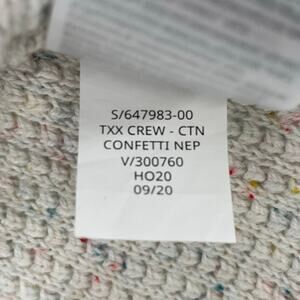 S/647983-00
TXX CREW - CTN
CONFETTI NEP
V/300760
HO20
09/20